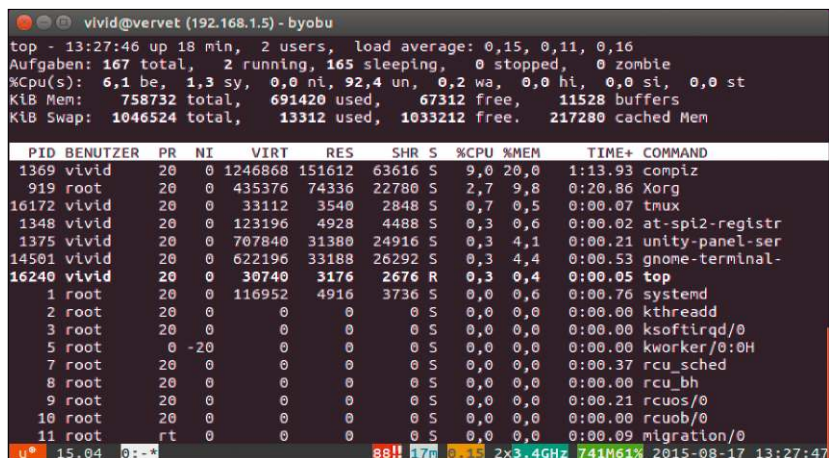 vivid@vervet (192.168.1.5) - byobu
top - 13:27:46 up 18 min,  2 users,  load average: 0,15, 0,11, 0,16
Aufgaben: 167 total,   2 running, 165 sleeping,   0 stopped,   0 zombie
%Cpu(s):  6,1 be,  1,3 sy,  0,0 ni, 92,4 un,  0,2 wa,  0,0 hi,  0,0 si,  0,0 st
KiB Mem:    758732 total,   691420 used,    67312 free,    11528 buffers
KiB Swap:  1046524 total,    13312 used,  1033212 free.   217280 cached Mem
PID BENUTZER  PR  NI    VIRT    RES    SHR S  %CPU %MEM     TIME+ COMMAND
1369 vivid     20   0 1246868 151612  63616 S   9,0 20,0   1:13.93 compiz
919 root      20   0  435376  74336  22780 S   2,7  9,8   0:20.86 Xorg
16172 vivid     20   0   33112   3540   2848 S   0,7  0,5   0:00.07 tmux
1348 vivid     20   0  123196   4928   4488 S   0,3  0,6   0:00.02 at-spi2-registr
1375 vivid     20   0  707840  31380  24916 S   0,3  4,1   0:00.21 unity-panel-ser
14501 vivid     20   0  622196  33188  26292 S   0,3  4,4   0:00.53 gnome-terminal-
16240 vivid     20   0   30740   3176   2676 R   0,3  0,4   0:00.05 top
1 root      20   0  116952   4916   3736 S   0,0  0,6   0:00.76 systemd
2 root      20   0       0      0      0 S   0,0  0,0   0:00.00 kthreadd
3 root      20   0       0      0      0 S   0,0  0,0   0:00.00 ksoftirqd/0
5 root       0 -20       0      0      0 S   0,0  0,0   0:00.00 kworker/0:0H
7 root      20   0       0      0      0 S   0,0  0,0   0:00.37 rcu_sched
8 root      20   0       0      0      0 S   0,0  0,0   0:00.00 rcu_bh
9 root      20   0       0      0      0 S   0,0  0,0   0:00.21 rcuos/0
10 root      20   0       0      0      0 S   0,0  0,0   0:00.00 rcuob/0
11 root      rt   0       0      0      0 S   0,0  0,0   0:00.09 migration/0
u 15.04 0:-* 88!! 17m 0.15 2x3.4GHz 741M61% 2015-08-17 13:27:47